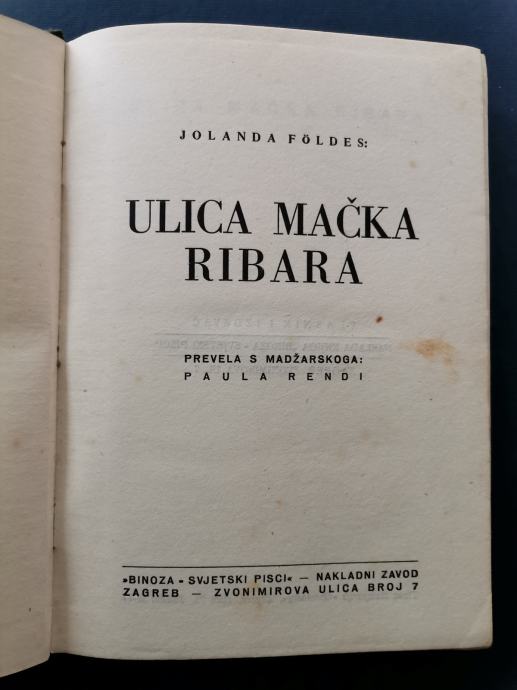 JOLANDA FÖLDES:
ULICA MAČKA
RIBARA
PREVELA S MADŽARSKOGA:
PAULA RENDI
»BINOZA - SVJETSKI PISCI« — NAKLADNI ZAVOD
ZAGREB — ZVONIMIROVA ULICA BROJ 7